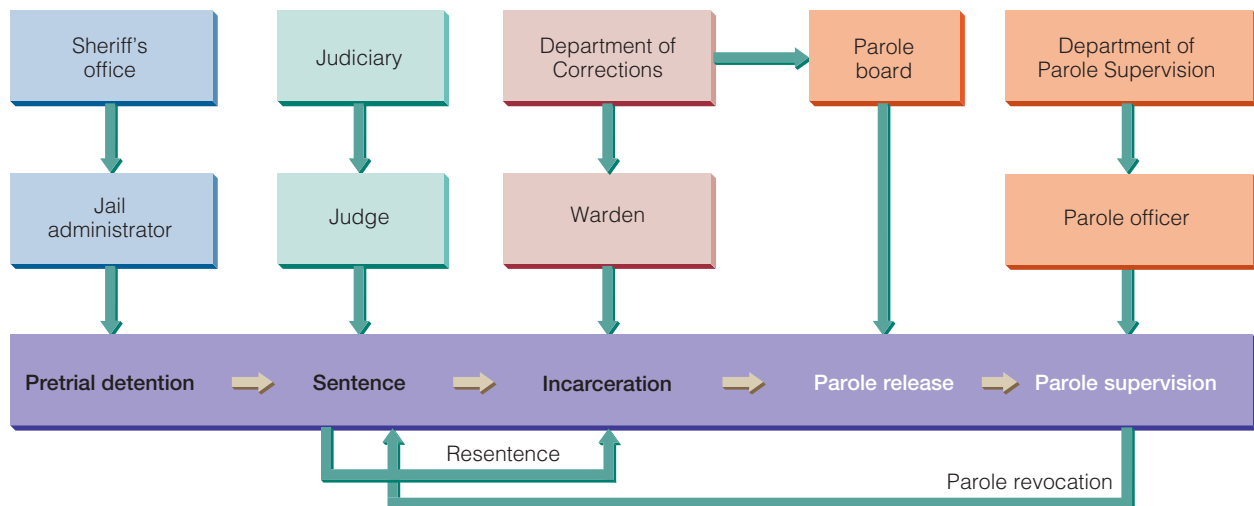 Sheriff's
office
Judiciary
Department of
Corrections
Parole
board
Department of
Parole Supervision
Jail
administrator
Judge
Warden
Parole officer
Pretrial detention
Sentence
Incarceration
Parole release
Parole supervision
Resentence
Parole revocation